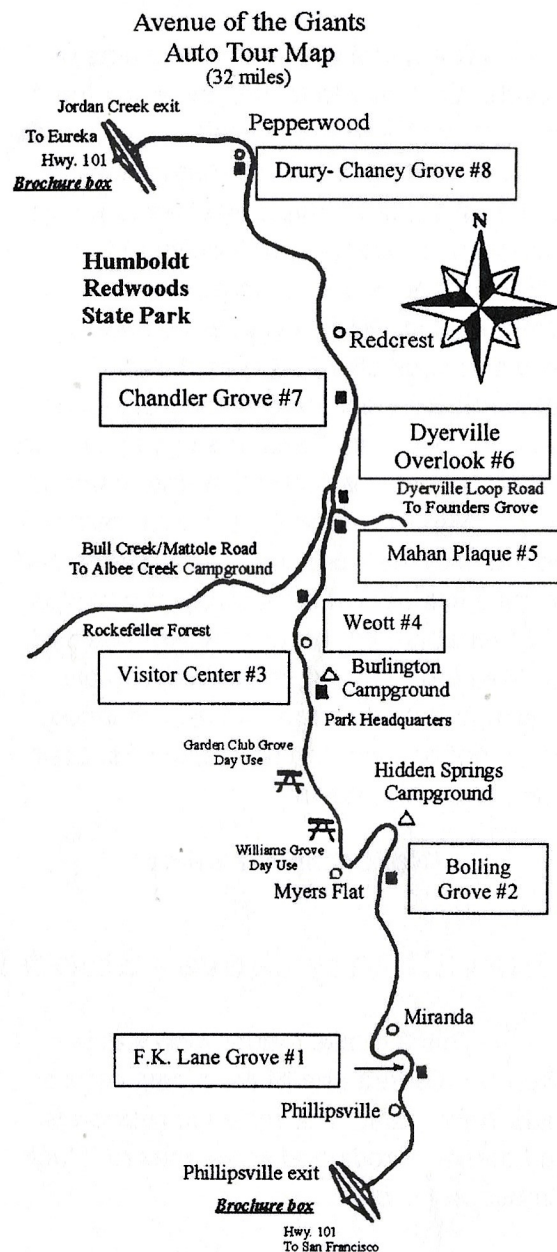 Avenue of the Giants
Auto Tour Map
(32 miles)
Jordan Creek exit
To Eureka
Hwy. 101
Brochure box
Pepperwood
Drury- Chaney Grove #8
N
Humboldt
Redwoods
State Park
Redcrest
Chandler Grove #7
Dyerville
Overlook #6
Dyerville Loop Road
To Founders Grove
Mahan Plaque #5
Bull Creek/Mattole Road
To Albee Creek Campground
Rockefeller Forest
Weott #4
Visitor Center #3
Burlington
Campground
Park Headquarters
Garden Club Grove
Day Use
Hidden Springs
Campground
Williams Grove
Day Use
Myers Flat
Bolling
Grove #2
Miranda
F.K. Lane Grove #1
Phillipsville
Phillipsville exit
Brochure box
Hwy. 101
To San Francisco